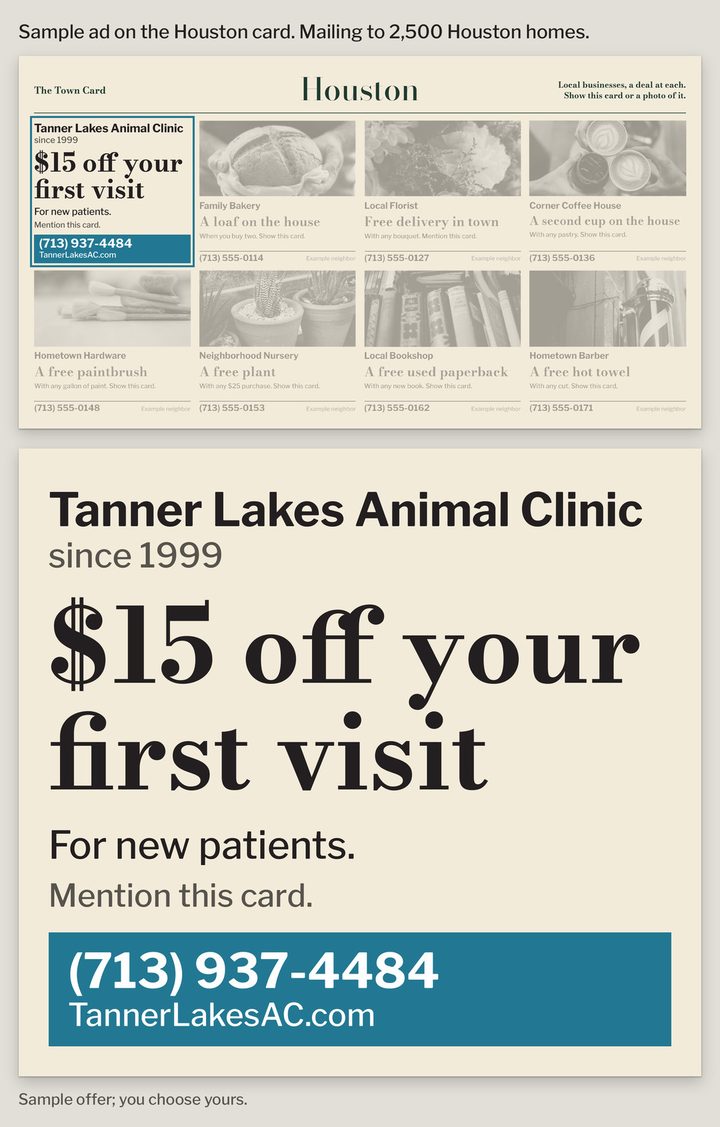 Sample ad on the Houston card. Mailing to 2,500 Houston homes.
The Town Card
Houston
Local businesses, a deal at each.
Show this card or a photo of it.
Tanner Lakes Animal Clinic
since 1999
$15 off your
first visit
For new patients.
Mention this card.
(713) 937-4484
TannerLakesAC.com
Family Bakery
A loaf on the house
When you buy two. Show this card.
(713) 555-0114
Example neighbor
Local Florist
Free delivery in town
With any bouquet. Mention this card.
(713) 555-0127
Example neighbor
Corner Coffee House
A second cup on the house
With any pastry. Show this card.
(713) 555-0136
Example neighbor
Hometown Hardware
A free paintbrush
With any gallon of paint. Show this card.
(713) 555-0148
Example neighbor
Neighborhood Nursery
A free plant
With any $25 purchase. Show this card.
(713) 555-0153
Example neighbor
Local Bookshop
A free used paperback
With any new book. Show this card.
(713) 555-0162
Example neighbor
Hometown Barber
A free hot towel
With any cut. Show this card.
(713) 555-0171
Example neighbor
Tanner Lakes Animal Clinic
since 1999
$15 off your
first visit
For new patients.
Mention this card.
(713) 937-4484
TannerLakesAC.com
Sample offer; you choose yours.